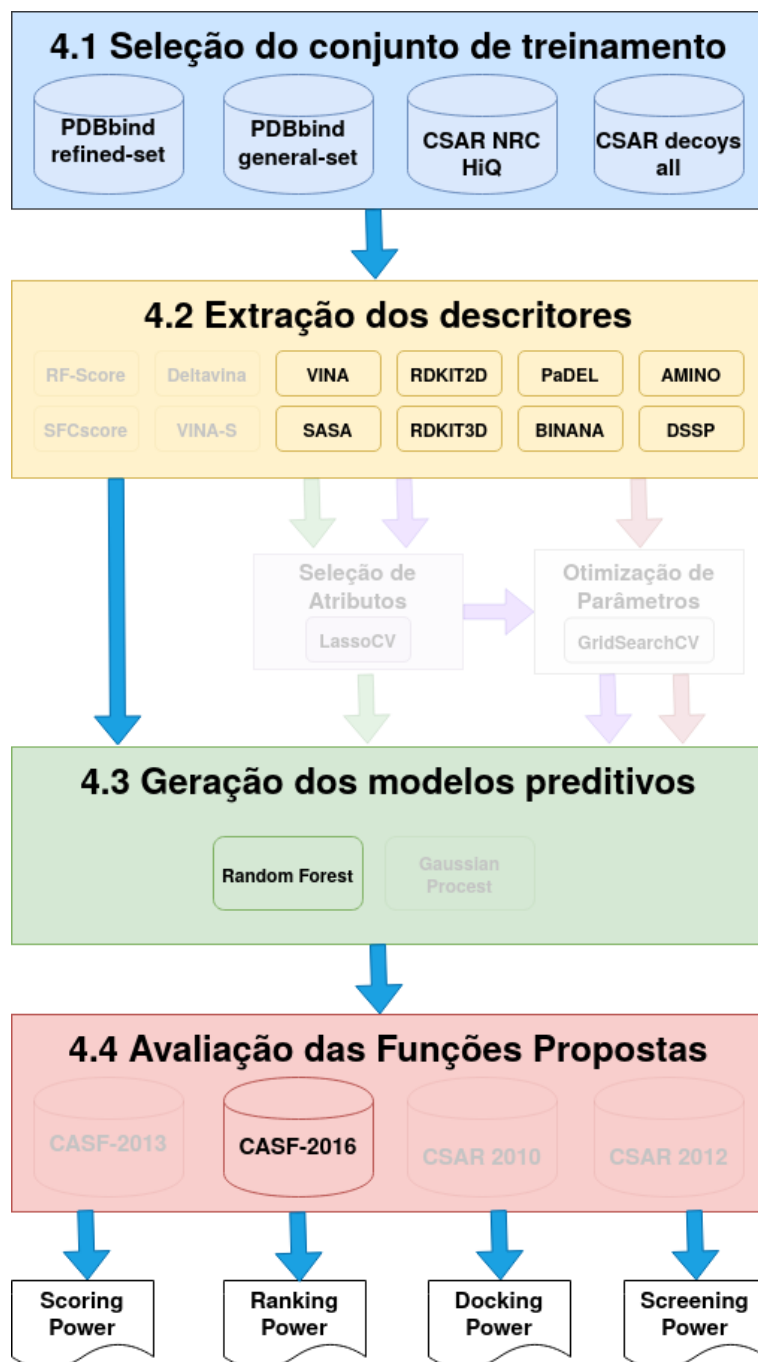 4.1 Seleção do conjunto de treinamento
PDBbind
refined-set
PDBbind
general-set
CSAR NRC
HiQ
CSAR decoys
all
4.2 Extração dos descritores
RF-Score
Deltavina
VINA
RDKIT2D
PaDEL
AMINO
SFCscore
VINA-S
SASA
RDKIT3D
BINANA
DSSP
Seleção de
Atributos
LassoCV
Otimização de
Parâmetros
GridSearchCV
4.3 Geração dos modelos preditivos
Random Forest
Gaussian
Procest
4.4 Avaliação das Funções Propostas
CASF-2013
CASF-2016
CSAR 2010
CSAR 2012
Scoring
Power
Ranking
Power
Docking
Power
Screening
Power